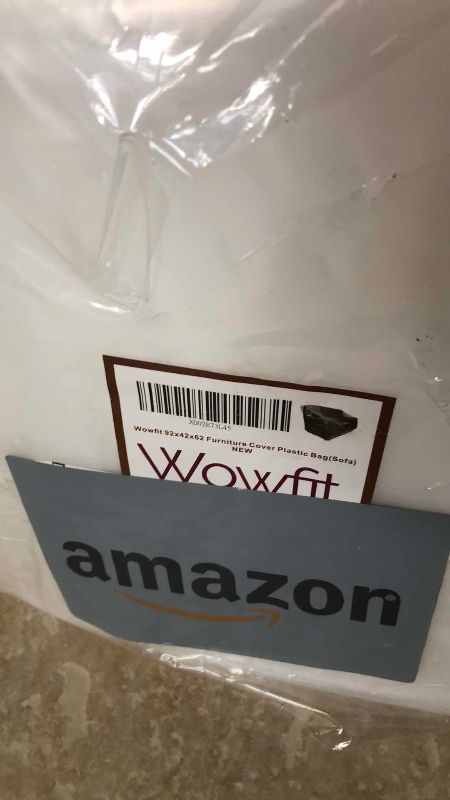 X002E73L45
Wowfit 92x42x62 Furniture Cover Plastic Bag(Sofa)
NEW
Wowfit
amazon